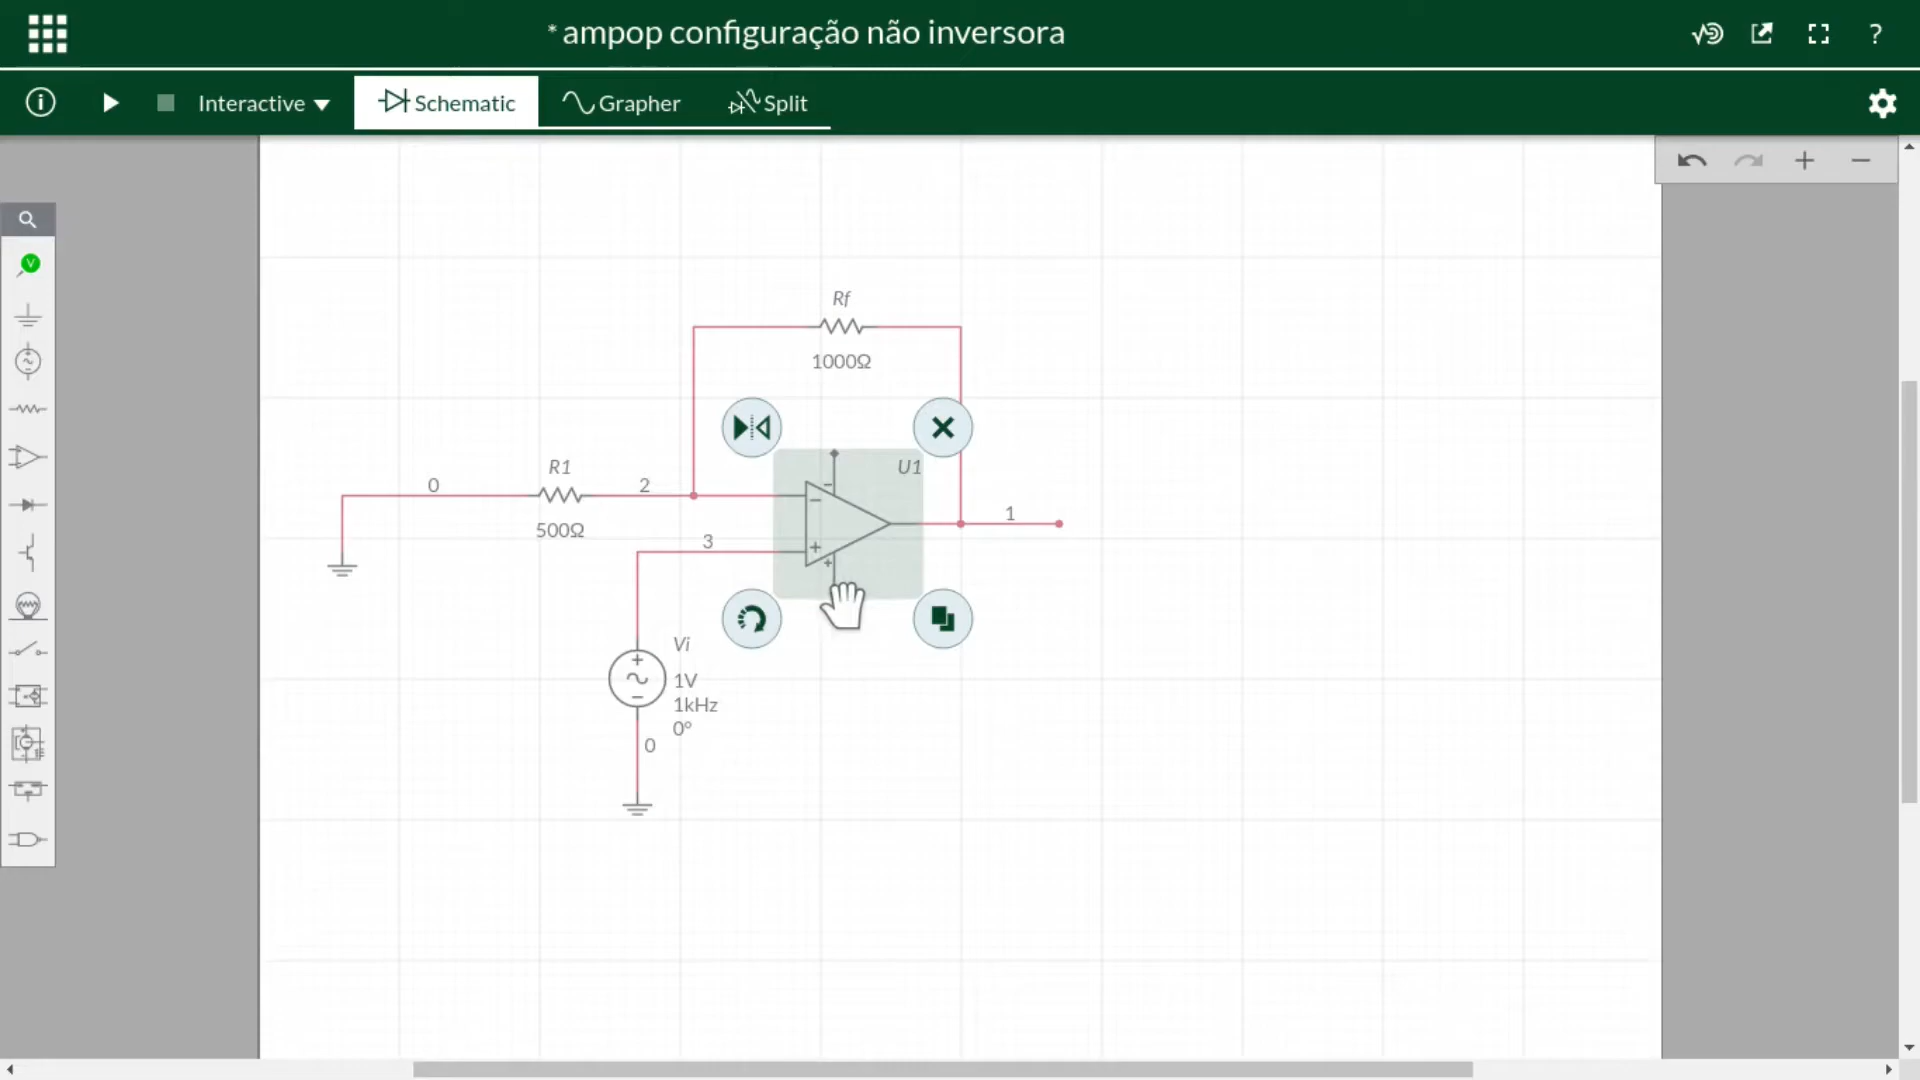 * ampop configuração não inversora
?
Interactive
Schematic
Grapher
Split
V
Rf
1000Ω
U1
R1
0
2
1
500Ω
3
Vi
1V
1kHz
0°
0